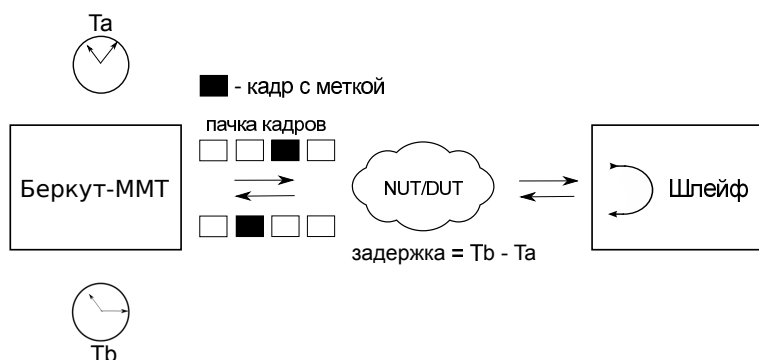 Ta
- кадр с меткой
пачка кадров
Беркут-ММТ
NUT/DUT
Шлейф
задержка = Tb - Ta
Tb